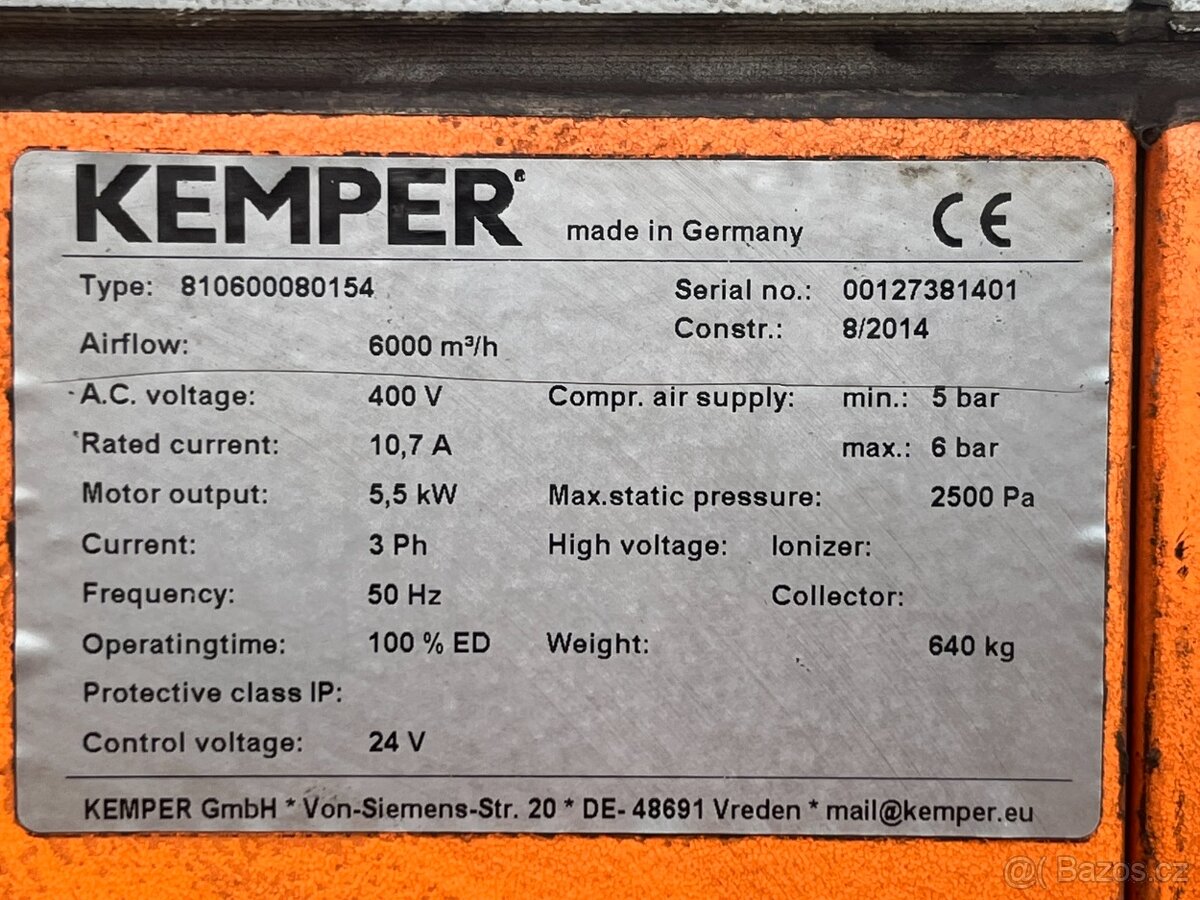 KEMPER® made in Germany CE
Type: 810600080154 Serial no.: 00127381401
Constr.: 8/2014
Airflow: 6000 m³/h
A.C. voltage: 400 V Compr. air supply: min.: 5 bar
Rated current: 10,7 A max.: 6 bar
Motor output: 5,5 kW Max.static pressure: 2500 Pa
Current: 3 Ph High voltage: Ionizer:
Frequency: 50 Hz Collector:
Operatingtime: 100 % ED Weight: 640 kg
Protective class IP:
Control voltage: 24 V
KEMPER GmbH * Von-Siemens-Str. 20 * DE- 48691 Vreden * mail@kemper.eu
@( Bazos.cz